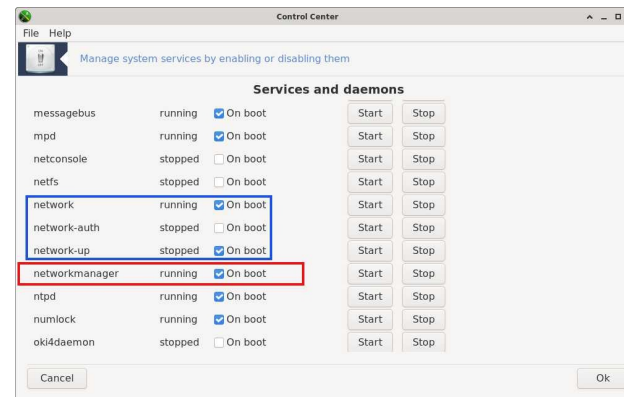 Control Center
File Help
Manage system services by enabling or disabling them
Services and daemons
messagebus running On boot Start Stop
mpd running On boot Start Stop
netconsole stopped On boot Start Stop
netfs stopped On boot Start Stop
network running On boot Start Stop
network-auth stopped On boot Start Stop
network-up stopped On boot Start Stop
networkmanager running On boot Start Stop
ntpd running On boot Start Stop
numlock running On boot Start Stop
oki4daemon stopped On boot Start Stop
Cancel Ok